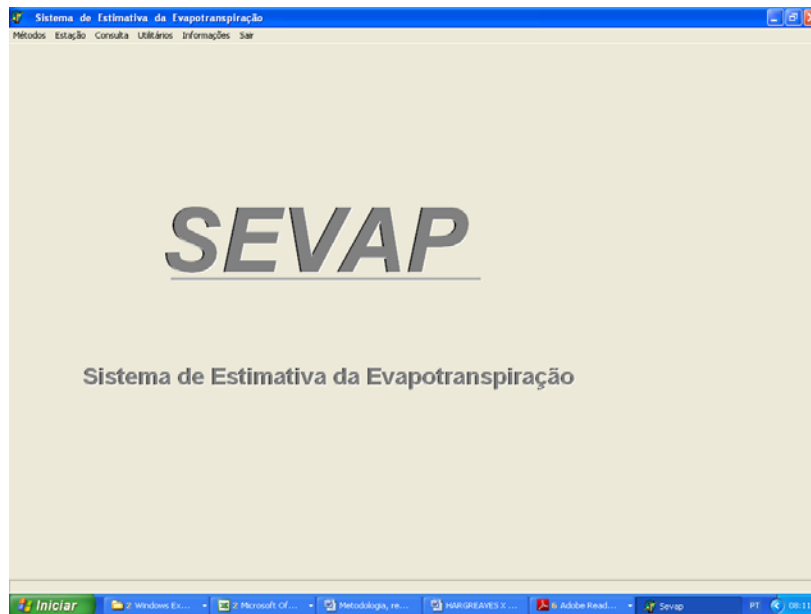 Sistema de Estimativa da Evapotranspiração
Métodos Estação Consulta Utilitários Informações Sair
SEVAP
Sistema de Estimativa da Evapotranspiração
Iniciar 2 Windows Ex... 2 Microsoft Of... Metodologia, re... HARGREAVES X ... 6 Adobe Read... Sevap PT